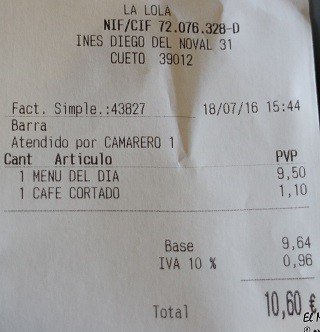 LA LOLA
NIF/CIF 72.076.328-D
INES DIEGO DEL NOVAL 31
CUETO 39012
Fact. Simple.:43827 18/07/16 15:44
Barra
Atendido por CAMARERO 1
Cant Articulo PVP
1 MENU DEL DIA 9,50
1 CAFE CORTADO 1,10
Base 9,64
IVA 10 % 0,96
Total 10,60 €